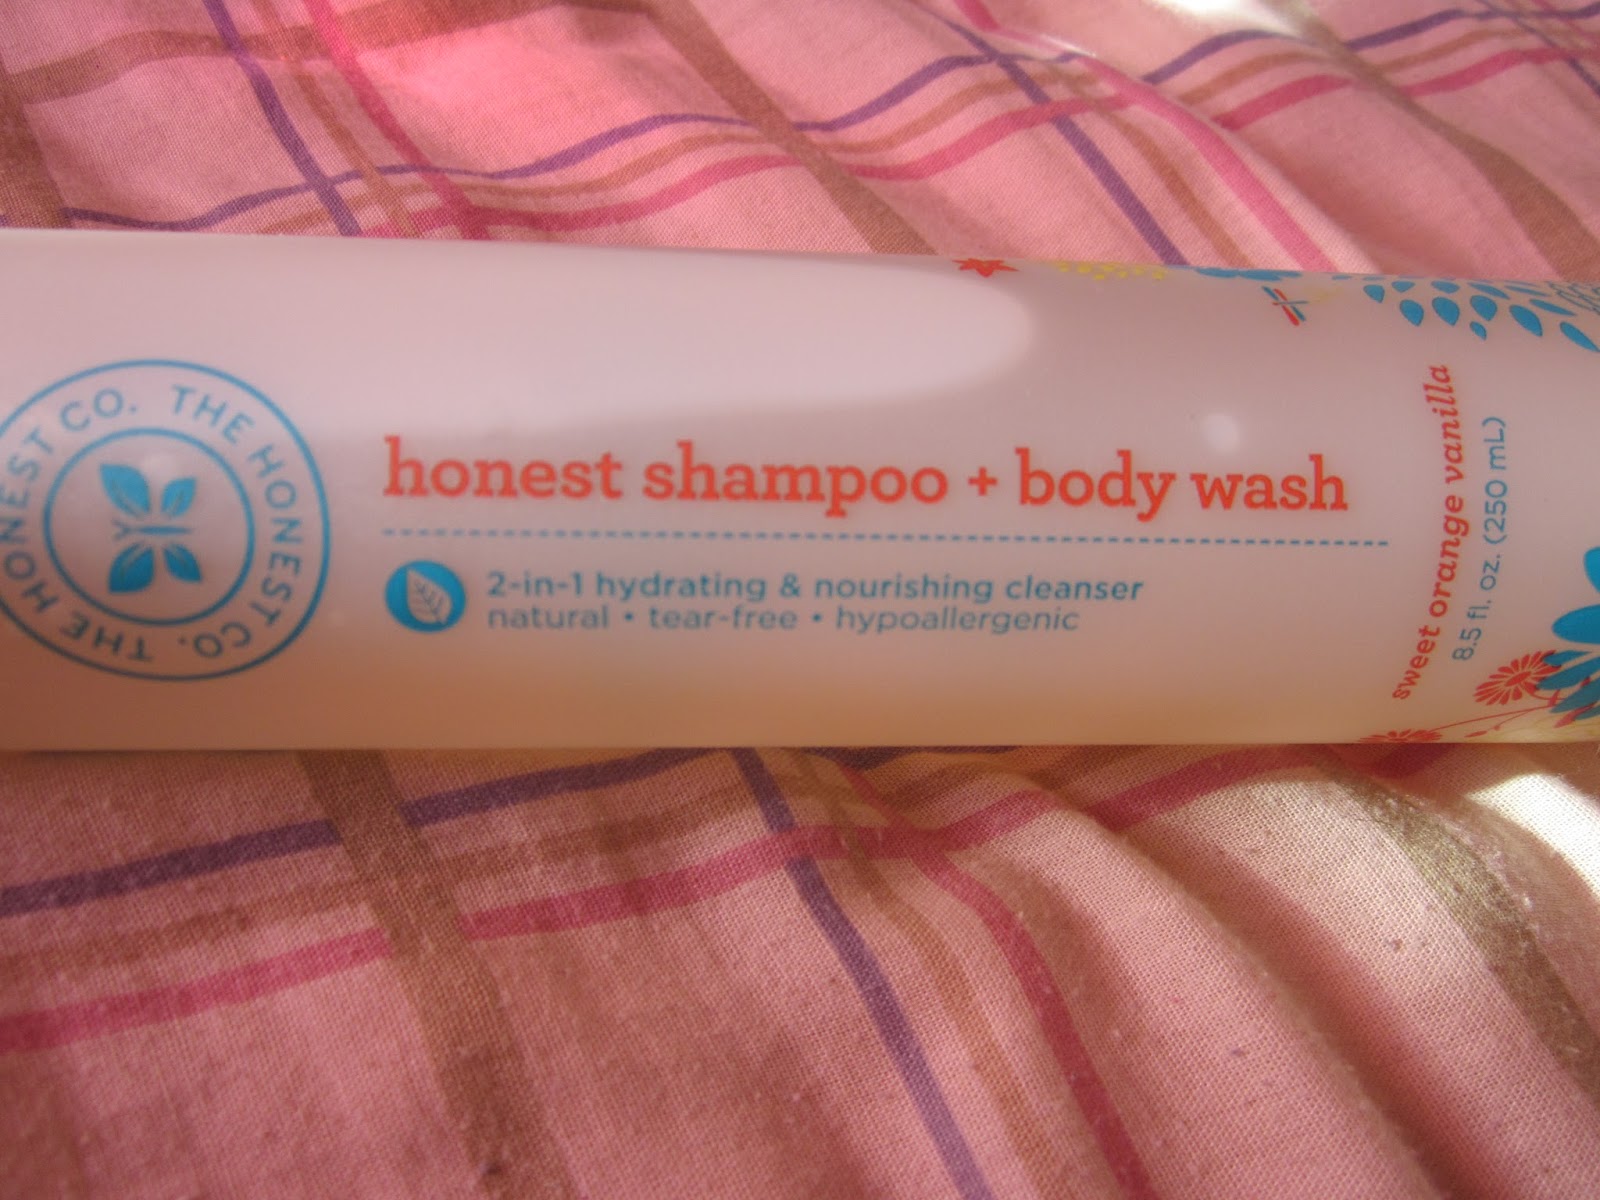 THE HONEST CO. THE HONEST CO.
honest shampoo + body wash
2-in-1 hydrating & nourishing cleanser
natural • tear-free • hypoallergenic
sweet orange vanilla
8.5 fl. oz. (250 mL)